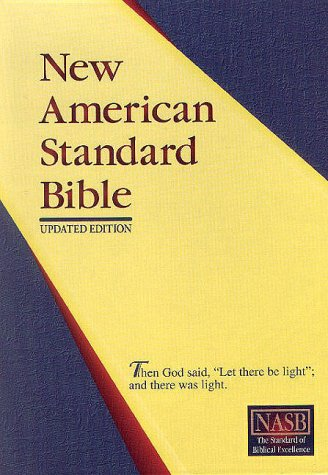 New
American
Standard
Bible
UPDATED EDITION
Then God said, "Let there be light";
and there was light.
NASB
The Standard of
Biblical Excellence